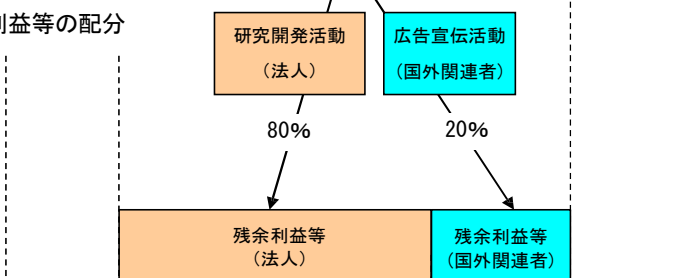 利益等の配分
研究開発活動
（法人）
広告宣伝活動
（国外関連者）
80%
20%
残余利益等
（法人）
残余利益等
（国外関連者）